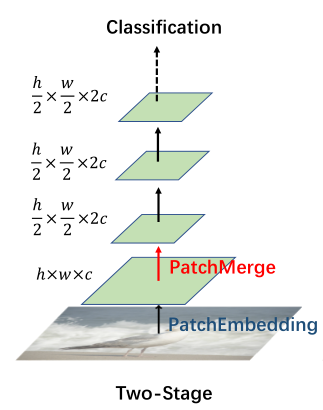 Classification
h/2 × w/2 × 2c
h/2 × w/2 × 2c
h/2 × w/2 × 2c
h×w×c
PatchMerge
PatchEmbedding
Two-Stage